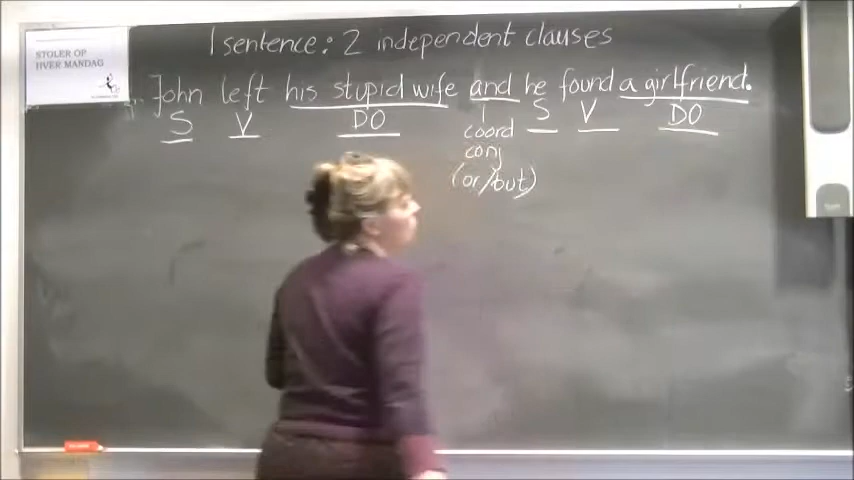 STOLER OP
HVER MANDAG
1 sentence: 2 independent clauses
John left his stupid wife and he found a girlfriend.
S V DO coord S V DO
conj
(or/but)